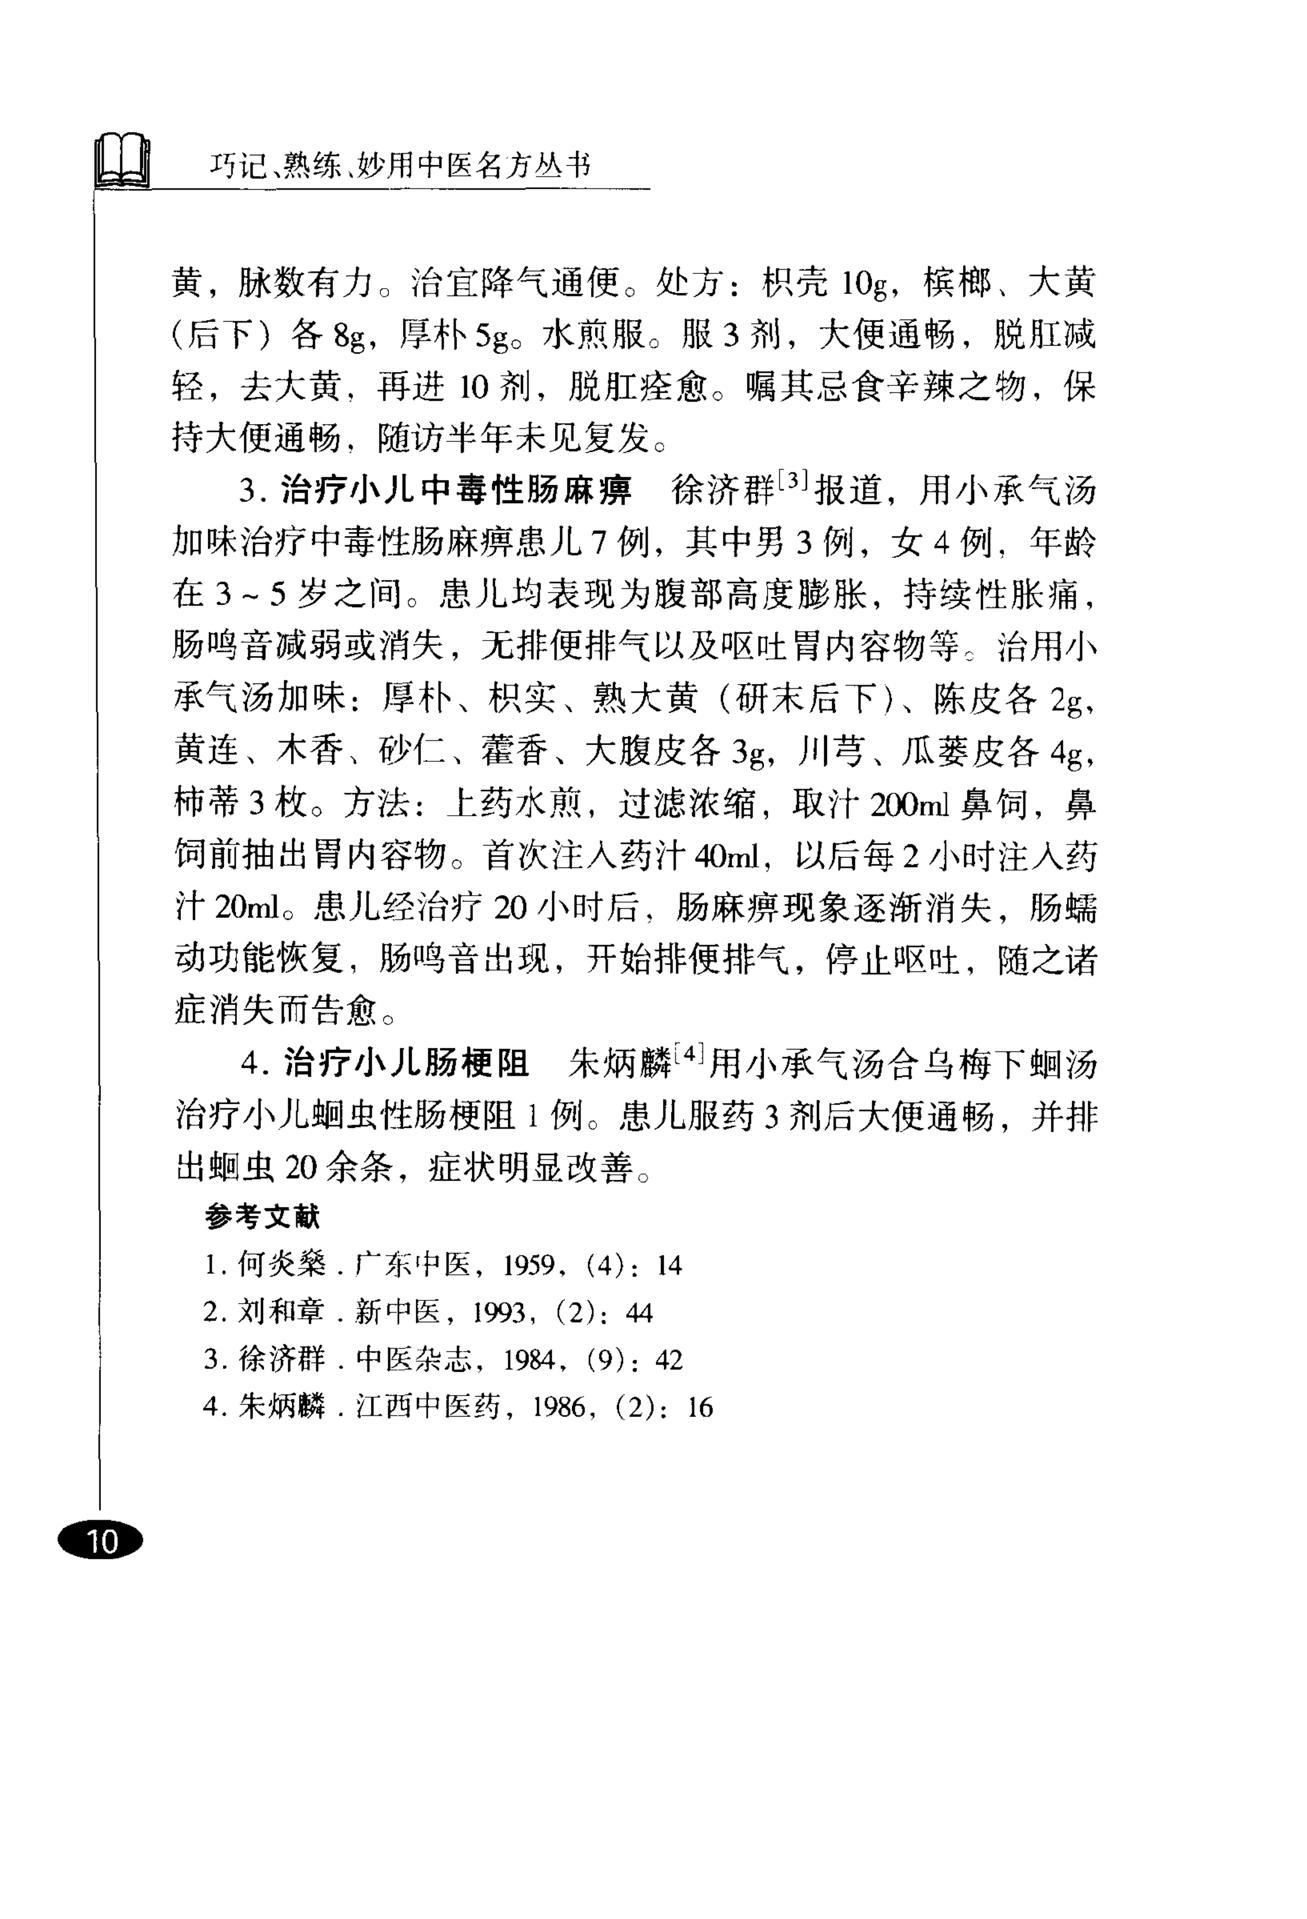 巧记、熟练、妙用中医名方丛书
黄，脉数有力。治宜降气通便。处方：枳壳 10g，槟榔、大黄
（后下）各 8g，厚朴 5g。水煎服。服 3 剂，大便通畅，脱肛减
轻，去大黄，再进 10 剂，脱肛痊愈。嘱其忌食辛辣之物，保
持大便通畅，随访半年未见复发。
3. 治疗小儿中毒性肠麻痹　徐济群[3]报道，用小承气汤
加味治疗中毒性肠麻痹患儿 7 例，其中男 3 例，女 4 例，年龄
在 3～5 岁之间。患儿均表现为腹部高度膨胀，持续性胀痛，
肠鸣音减弱或消失，无排便排气以及呕吐胃内容物等。治用小
承气汤加味：厚朴、枳实、熟大黄（研末后下）、陈皮各 2g，
黄连、木香、砂仁、藿香、大腹皮各 3g，川芎、瓜蒌皮各 4g，
柿蒂 3 枚。方法：上药水煎，过滤浓缩，取汁 200ml 鼻饲，鼻
饲前抽出胃内容物。首次注入药汁 40ml，以后每 2 小时注入药
汁 20ml。患儿经治疗 20 小时后，肠麻痹现象逐渐消失，肠蠕
动功能恢复，肠鸣音出现，开始排便排气，停止呕吐，随之诸
症消失而告愈。
4. 治疗小儿肠梗阻　朱炳麟[4]用小承气汤合乌梅下蛔汤
治疗小儿蛔虫性肠梗阻 1 例。患儿服药 3 剂后大便通畅，并排
出蛔虫 20 余条，症状明显改善。
参考文献
1. 何炎燊．广东中医，1959，（4）：14
2. 刘和章．新中医，1993，（2）：44
3. 徐济群．中医杂志，1984，（9）：42
4. 朱炳麟．江西中医药，1986，（2）：16
10